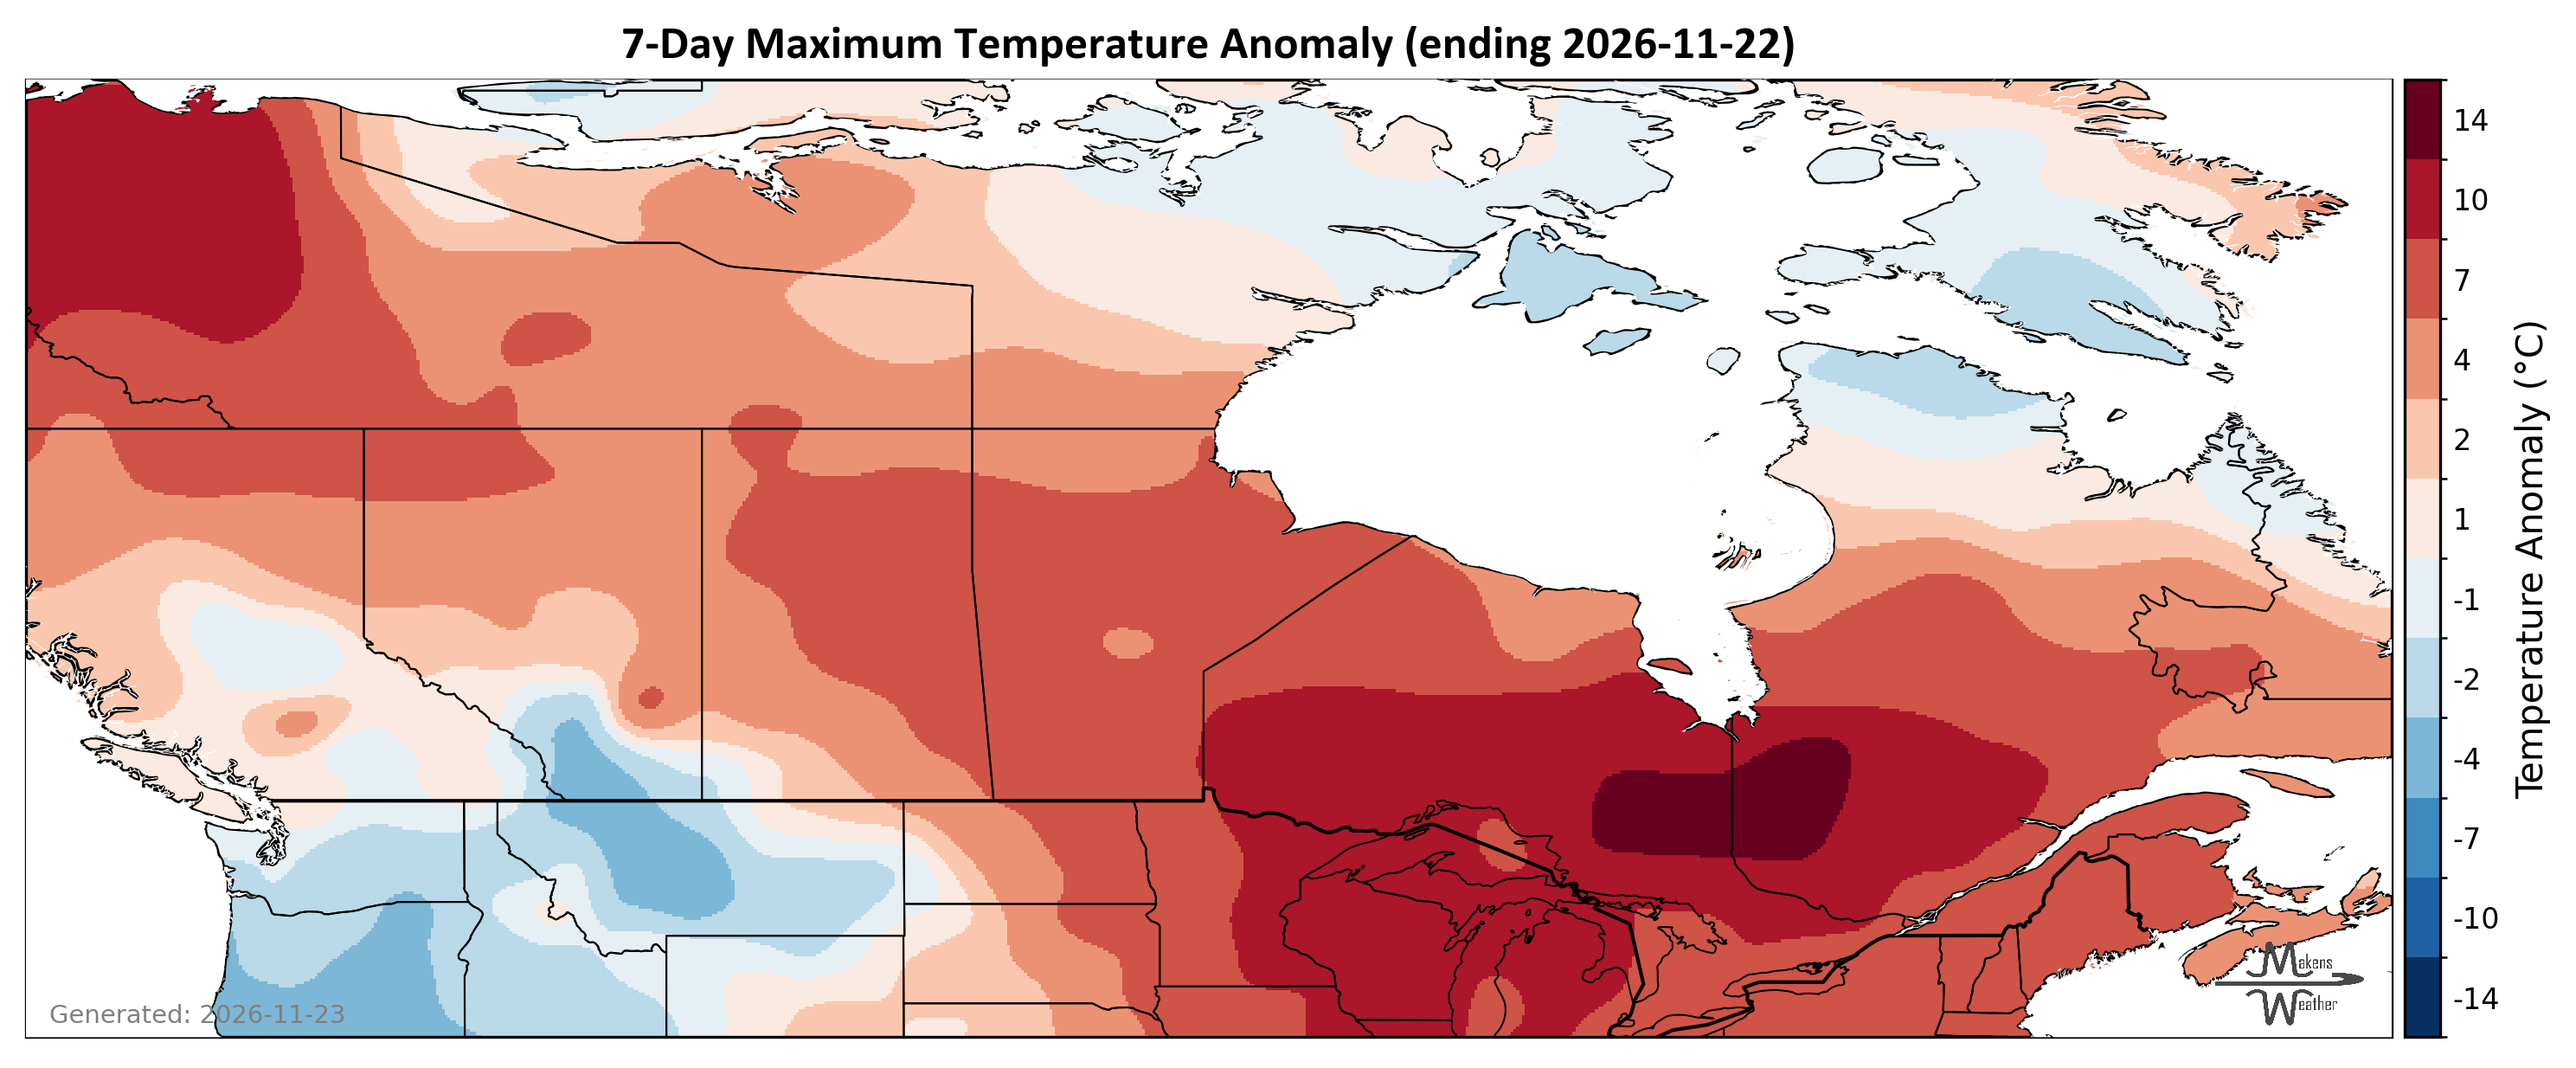 7-Day Maximum Temperature Anomaly (ending 2026-11-22)
14
10
7
4
2
1
-1
-2
-4
-7
-10
-14
Temperature Anomaly (°C)
Generated: 2026-11-23
Makens
Weather